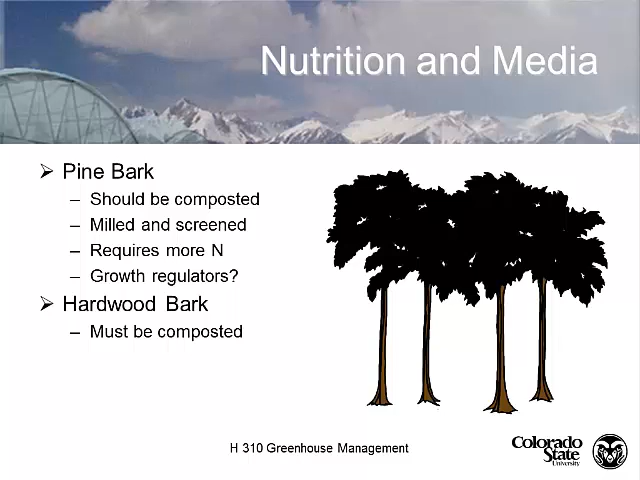 Nutrition and Media
➢ Pine Bark
– Should be composted
– Milled and screened
– Requires more N
– Growth regulators?
➢ Hardwood Bark
– Must be composted
H 310 Greenhouse Management
Colorado
State
University